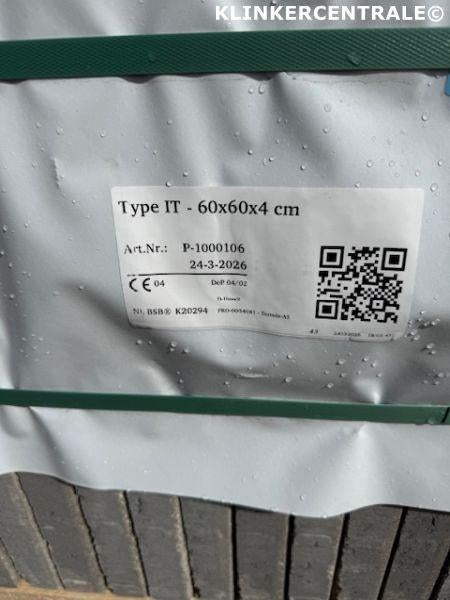 KLINKERCENTRALE©
Type IT - 60x60x4 cm
Art.Nr.: P-1000106
24-3-2026
CE 04 DoP 04/02
NL BSB® K20294